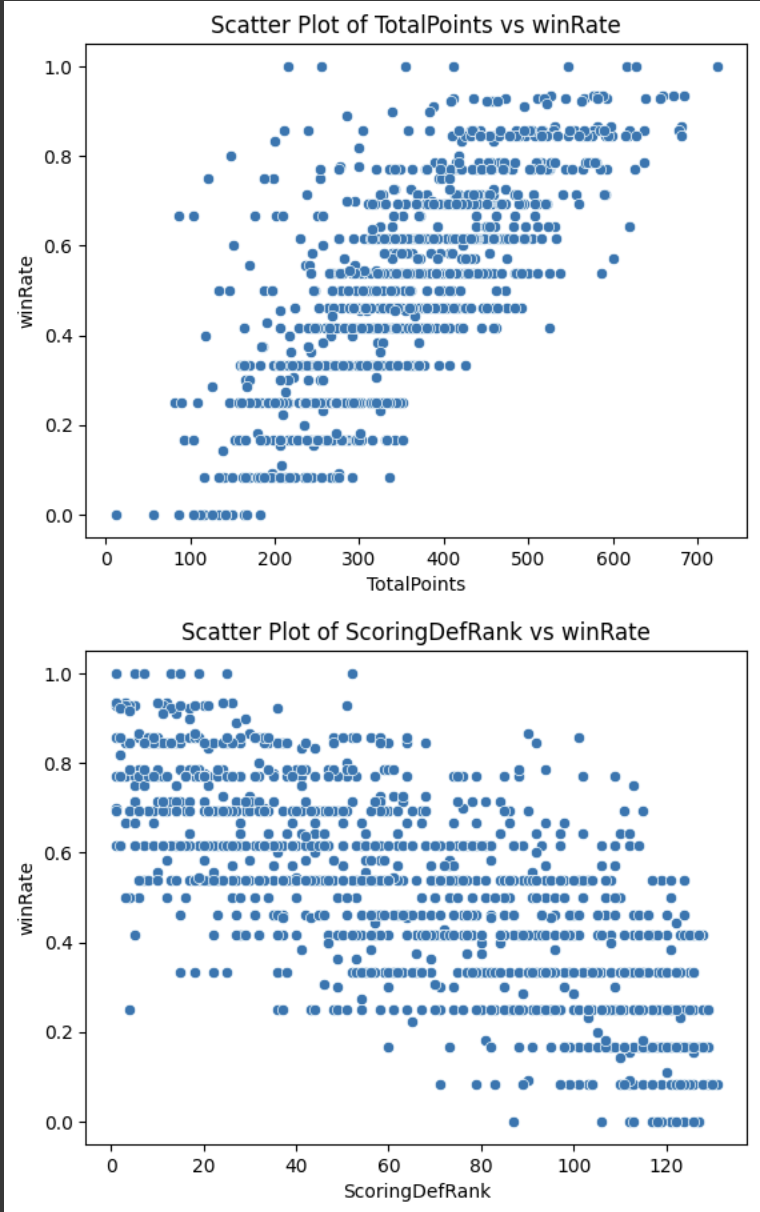 Scatter Plot of TotalPoints vs winRate
1.0
0.8
0.6
0.4
0.2
0.0
winRate
0 100 200 300 400 500 600 700
TotalPoints
Scatter Plot of ScoringDefRank vs winRate
1.0
0.8
0.6
0.4
0.2
0.0
winRate
0 20 40 60 80 100 120
ScoringDefRank